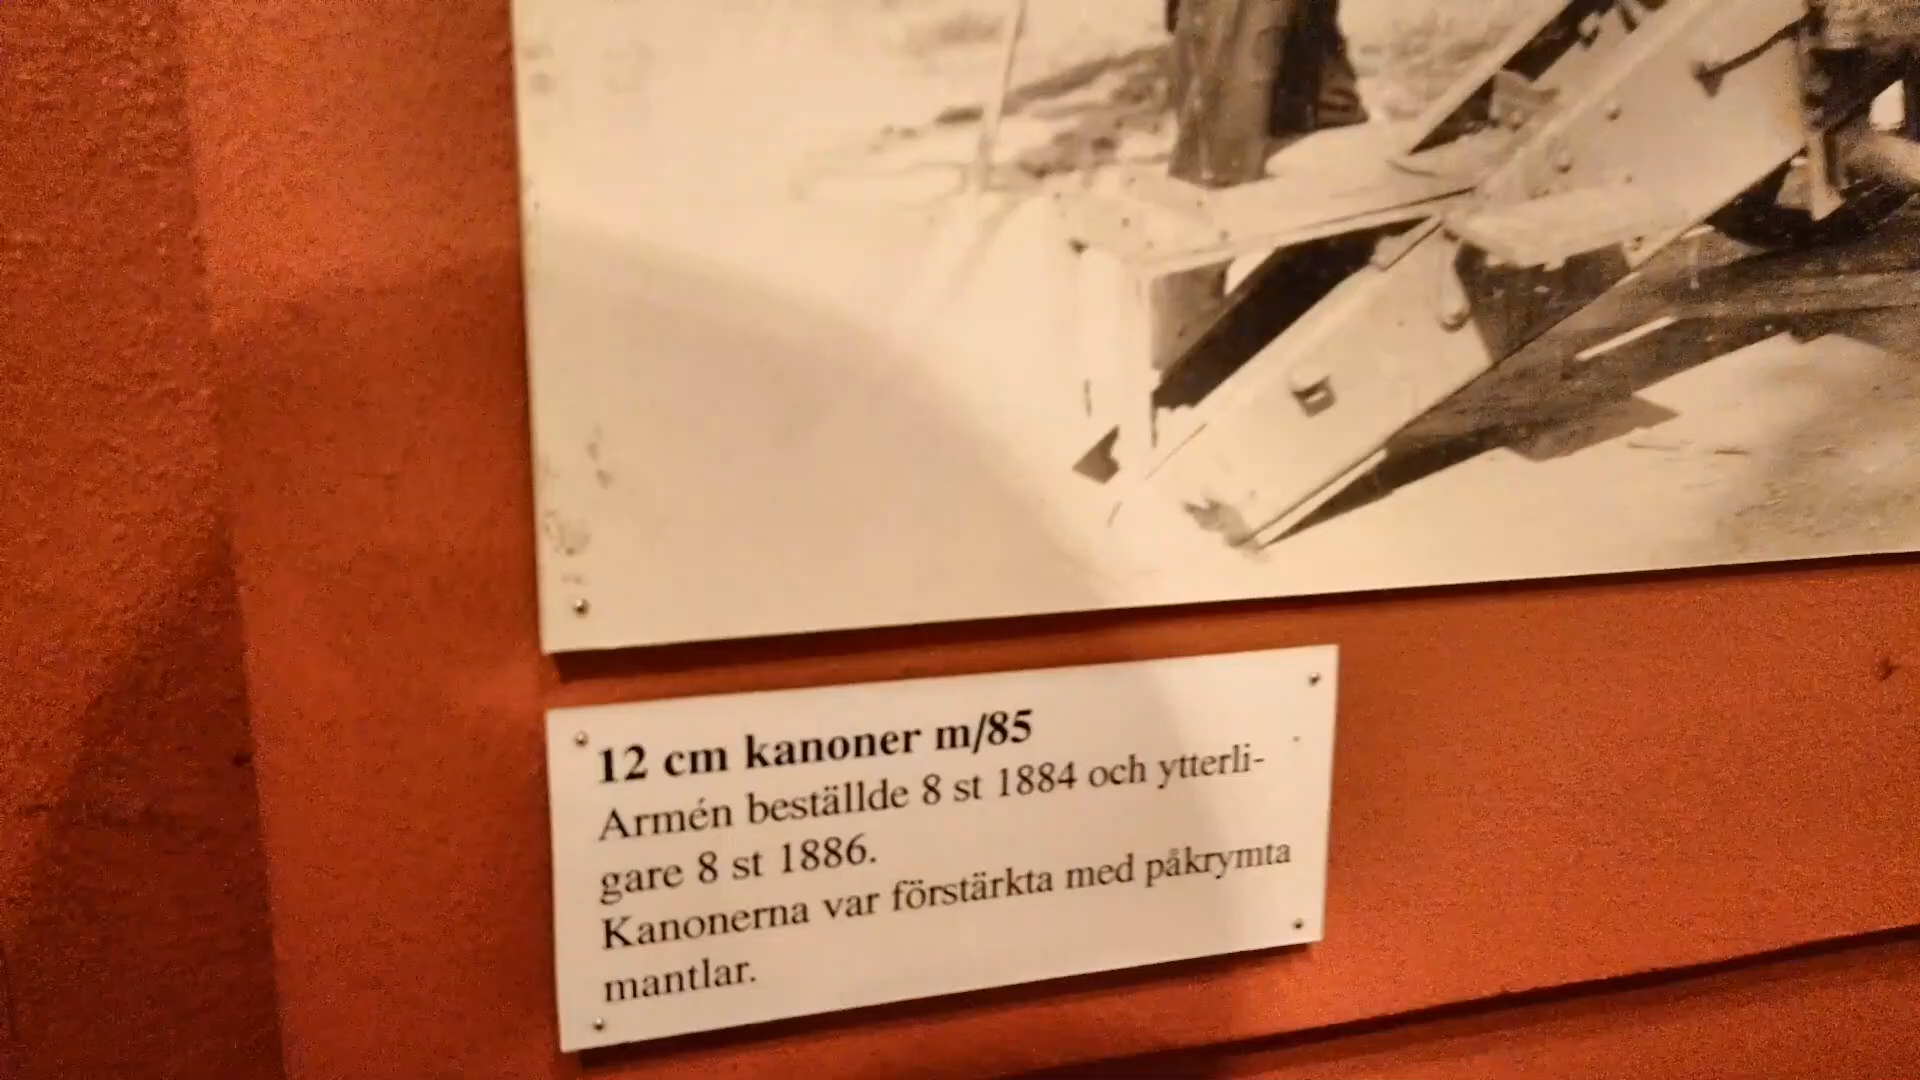 12 cm kanoner m/85
Armén beställde 8 st 1884 och ytterli-
gare 8 st 1886.
Kanonerna var förstärkta med påkrymta
mantlar.